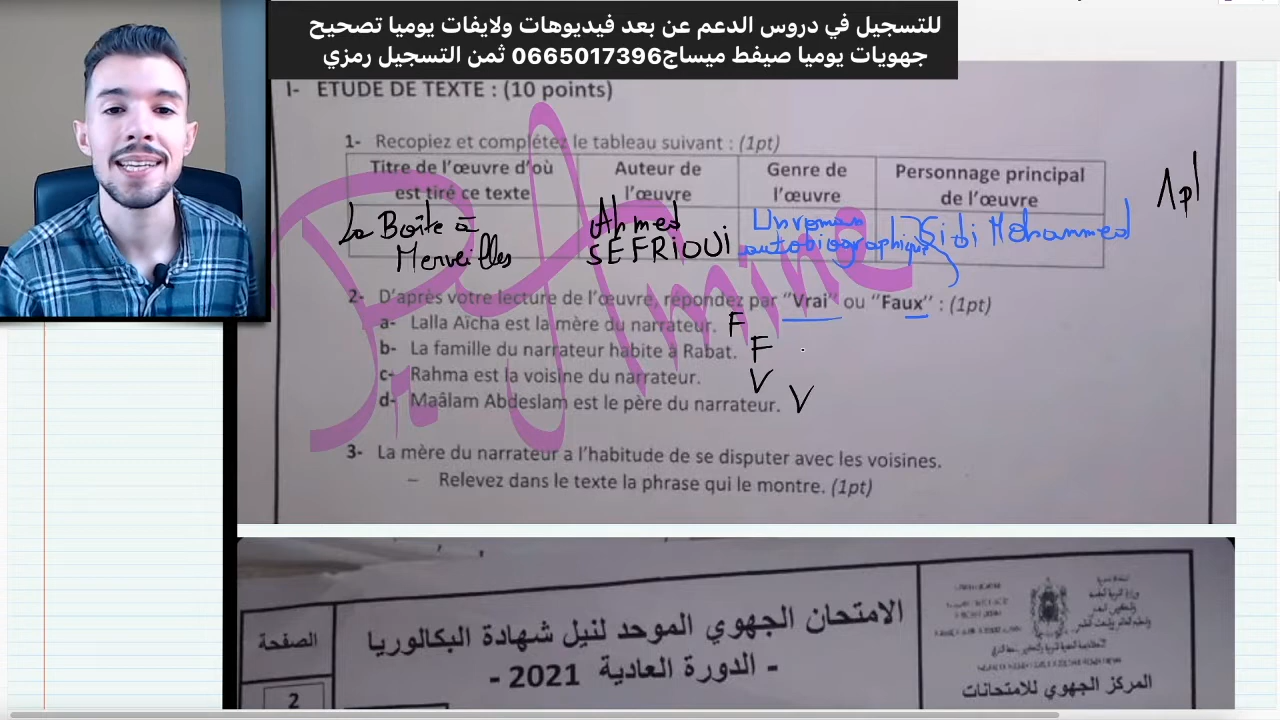 للتسجيل في دروس الدعم عن بعد فيديوهات ولايفات يوميا تصحيح
جهويات يوميا صيفط ميساج0665017396 ثمن التسجيل رمزي
I- ETUDE DE TEXTE : (10 points)
1- Recopiez et complétez le tableau suivant : (1pt)
Titre de l'œuvre d'où est tiré ce texte
Auteur de l'œuvre
Genre de l'œuvre
Personnage principal de l'œuvre
1pt
La Boîte à Merveilles
Ahmed SEFRIOUI
Un roman autobiographique
Sidi Mohammed
2- D'après votre lecture de l'œuvre, répondez par "Vrai" ou "Faux" : (1pt)
a- Lalla Aïcha est la mère du narrateur. F
b- La famille du narrateur habite à Rabat. F
c- Rahma est la voisine du narrateur. V
d- Maâlam Abdeslam est le père du narrateur. V
3- La mère du narrateur a l'habitude de se disputer avec les voisines.
– Relevez dans le texte la phrase qui le montre. (1pt)
Pr. Amine
الصفحة
2
الامتحان الجهوي الموحد لنيل شهادة البكالوريا
- الدورة العادية 2021 -
المركز الجهوي للامتحانات